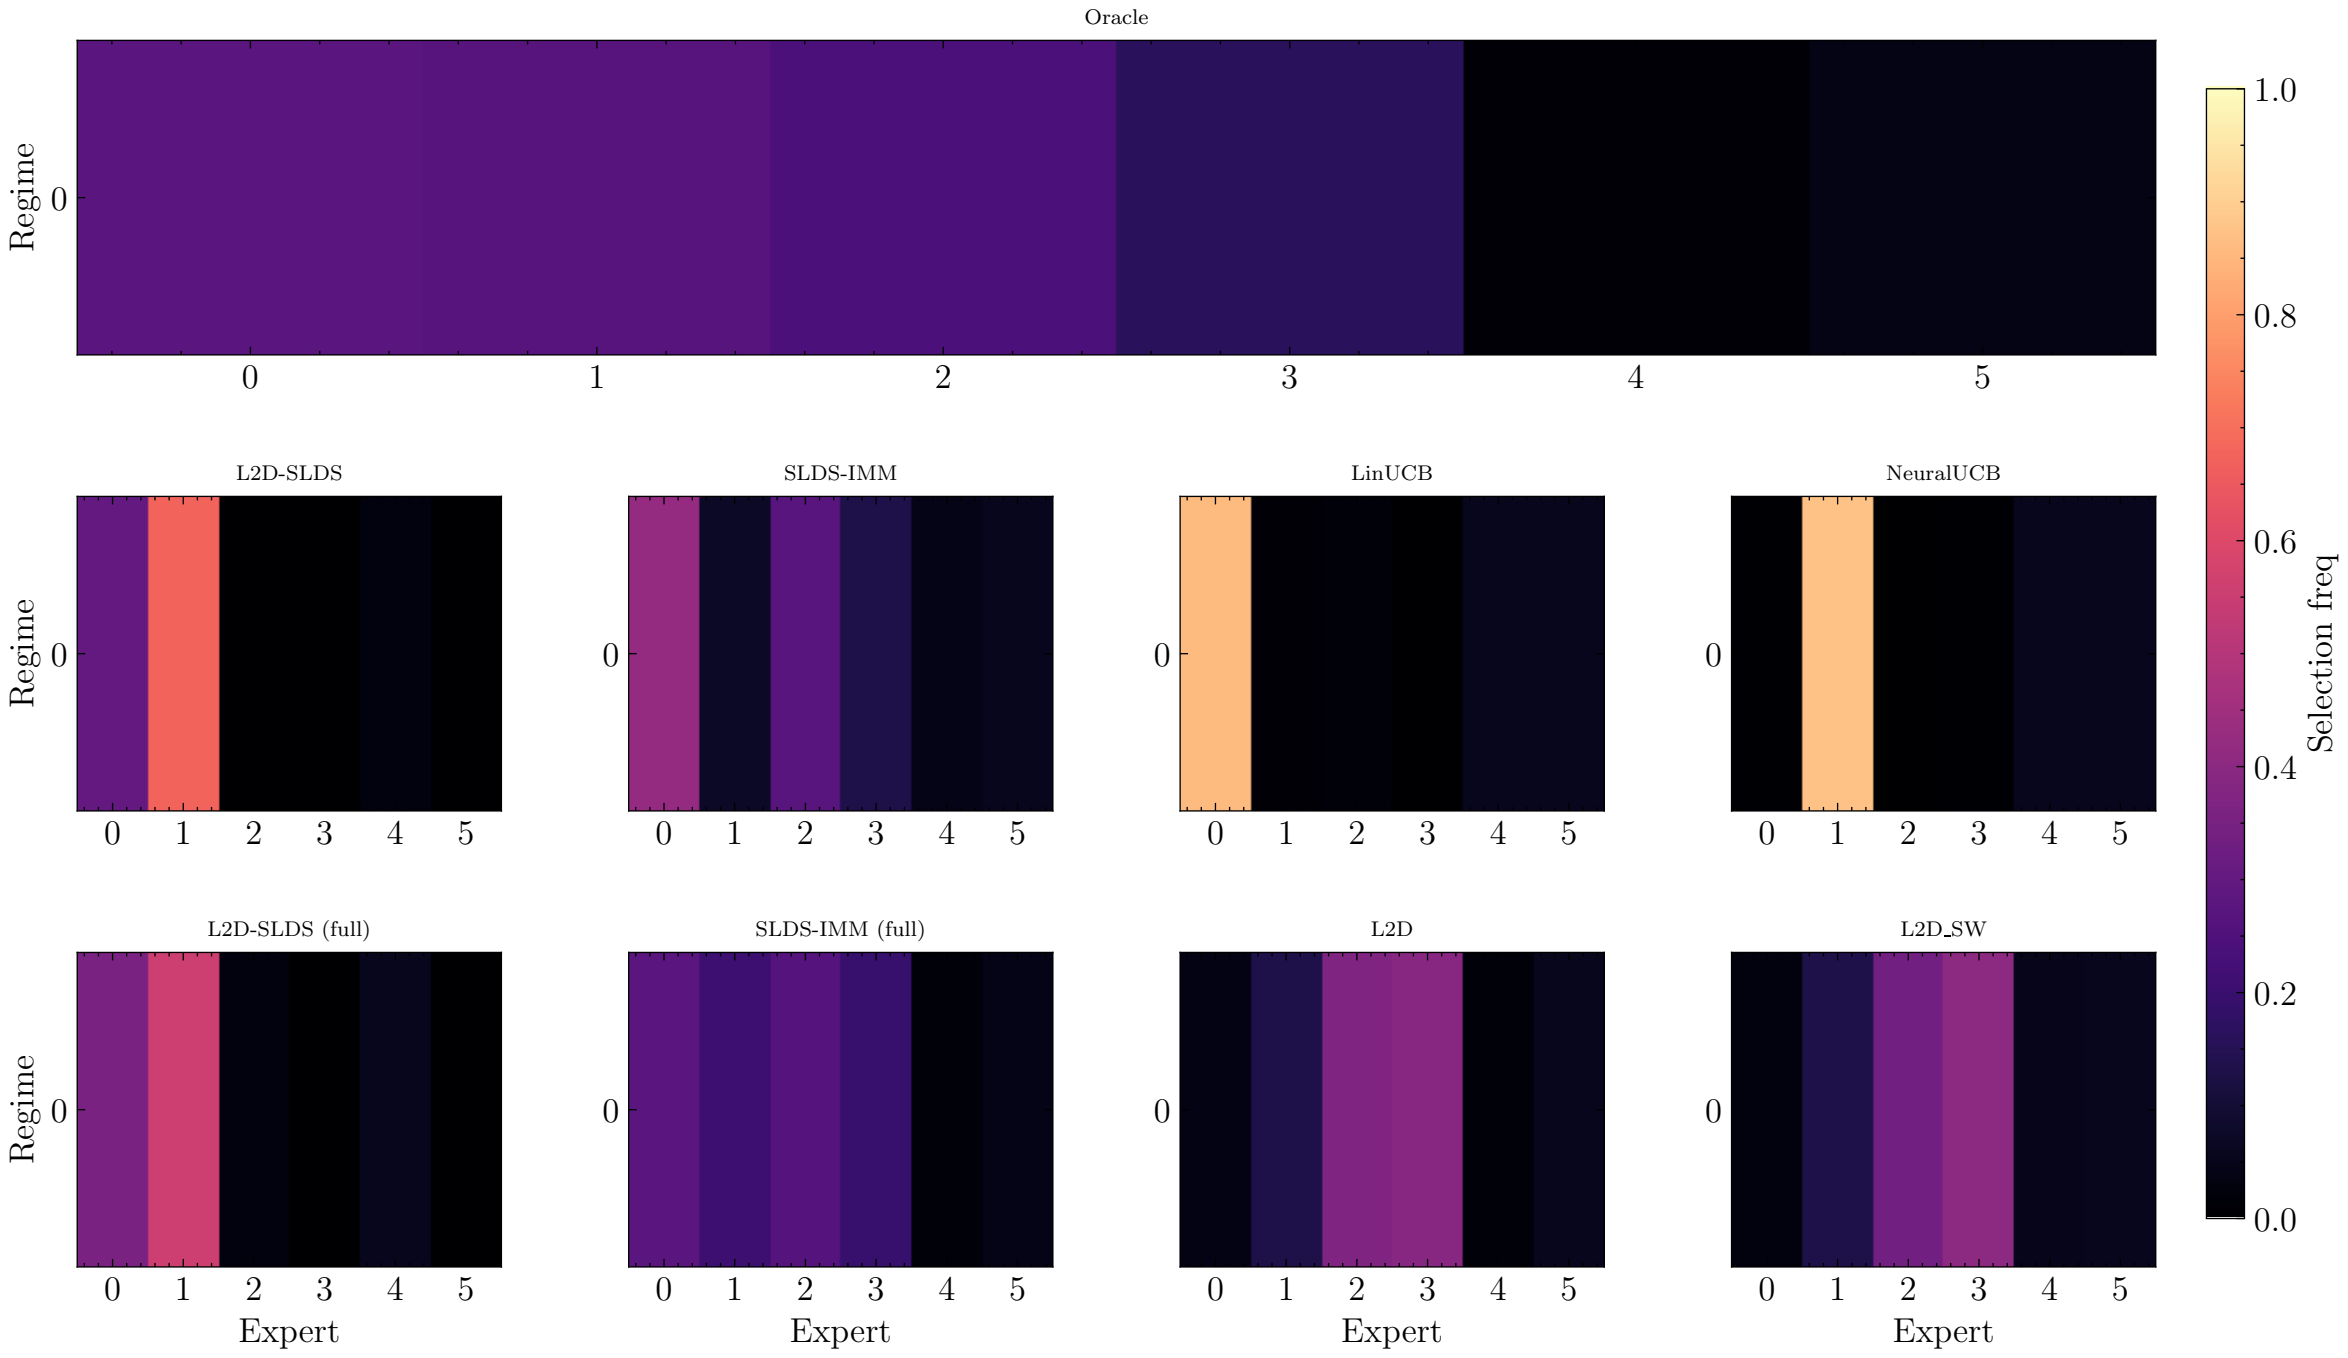 Oracle
Regime
0
0 1 2 3 4 5
1.0
0.8
0.6
0.4
0.2
0.0
Selection freq
L2D-SLDS
Regime
0
0 1 2 3 4 5
SLDS-IMM
0
0 1 2 3 4 5
LinUCB
0
0 1 2 3 4 5
NeuralUCB
0
0 1 2 3 4 5
L2D-SLDS (full)
Regime
0
0 1 2 3 4 5
Expert
SLDS-IMM (full)
0
0 1 2 3 4 5
Expert
L2D
0
0 1 2 3 4 5
Expert
L2D_SW
0
0 1 2 3 4 5
Expert